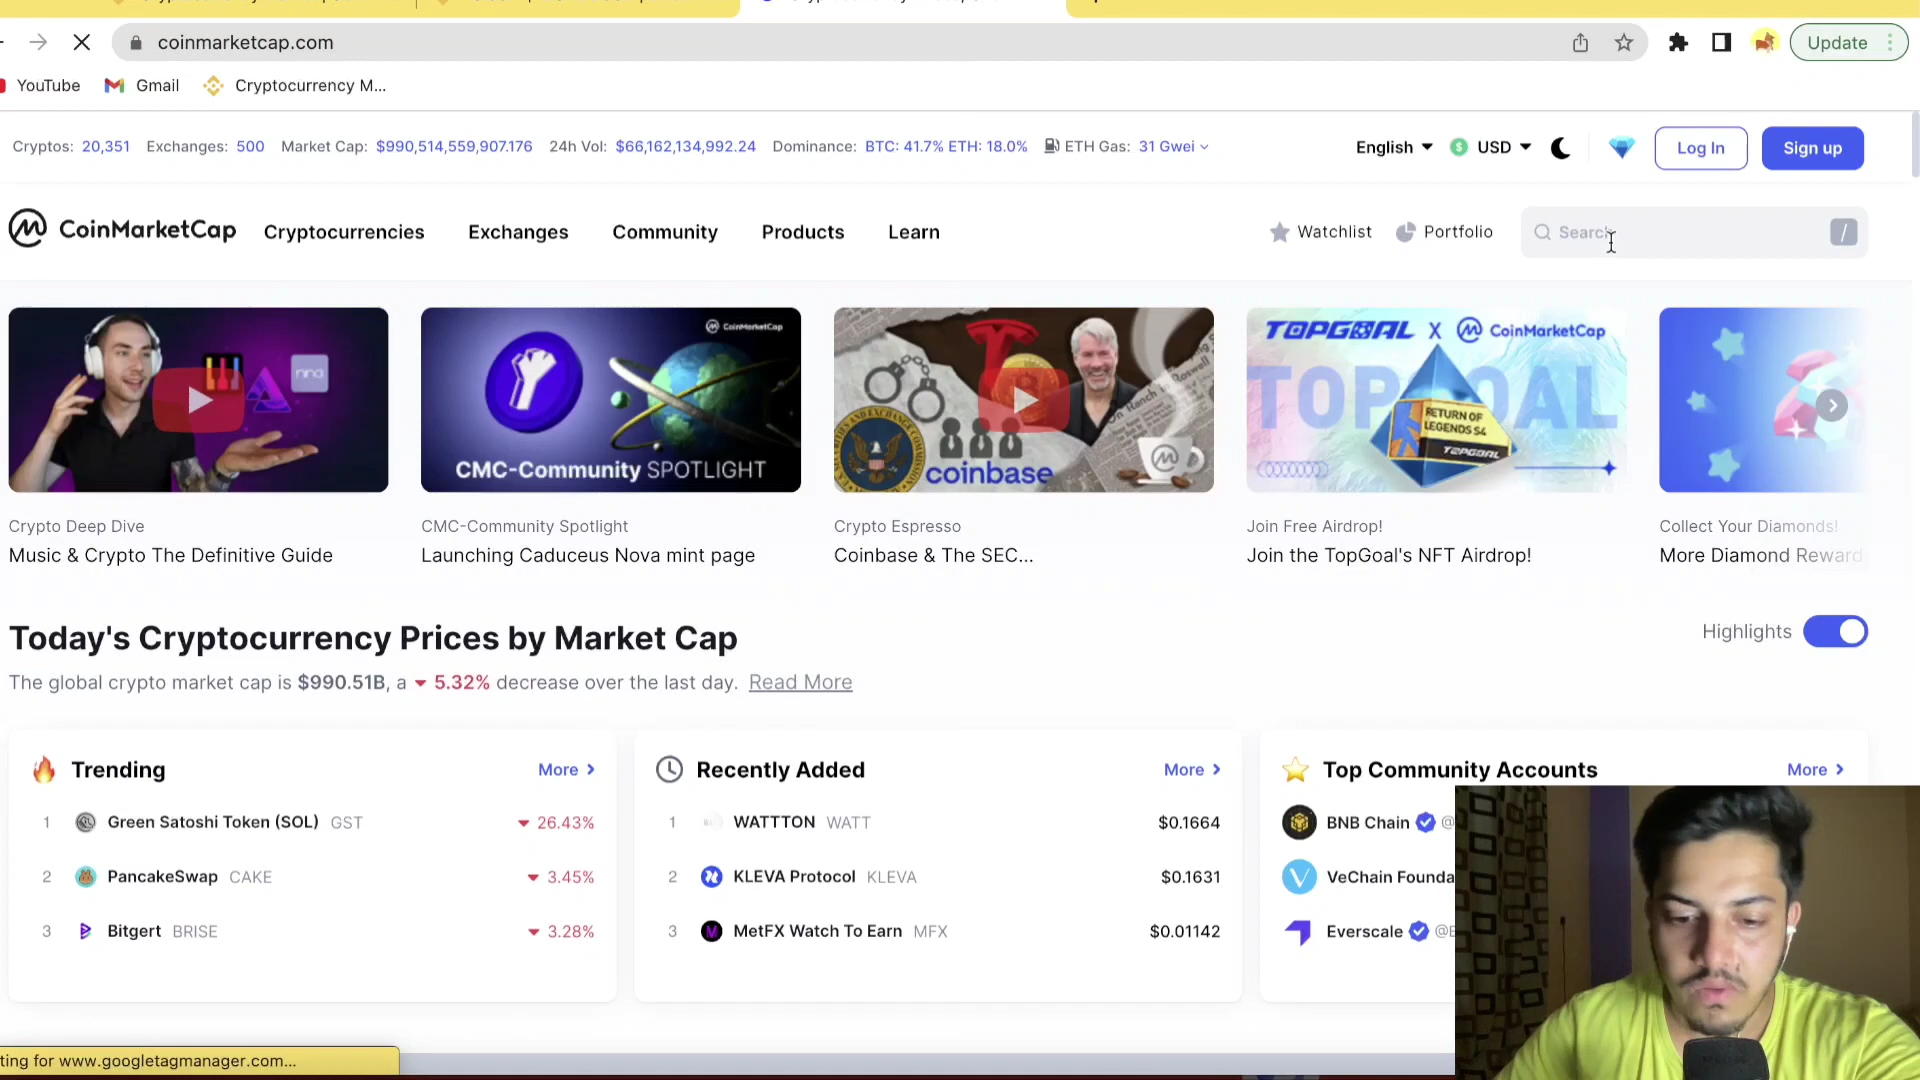 coinmarketcap.com
Update
YouTube Gmail Cryptocurrency M...
Cryptos: 20,351 Exchanges: 500 Market Cap: $990,514,559,907.176 24h Vol: $66,162,134,992.24 Dominance: BTC: 41.7% ETH: 18.0% ETH Gas: 31 Gwei
English USD Log In Sign up
CoinMarketCap Cryptocurrencies Exchanges Community Products Learn
Watchlist Portfolio Search /
nina
CoinMarketCap
CMC-Community SPOTLIGHT
coinbase
TOPGOAL X CoinMarketCap
TOPGOAL
RETURN OF
LEGENDS S4
TOPGOAL
Crypto Deep Dive
Music & Crypto The Definitive Guide
CMC-Community Spotlight
Launching Caduceus Nova mint page
Crypto Espresso
Coinbase & The SEC...
Join Free Airdrop!
Join the TopGoal's NFT Airdrop!
Collect Your Diamonds!
More Diamond Reward
Today's Cryptocurrency Prices by Market Cap
Highlights
The global crypto market cap is $990.51B, a 5.32% decrease over the last day. Read More
Trending More
1 Green Satoshi Token (SOL) GST 26.43%
2 PancakeSwap CAKE 3.45%
3 Bitgert BRISE 3.28%
Recently Added More
1 WATTTON WATT $0.1664
2 KLEVA Protocol KLEVA $0.1631
3 MetFX Watch To Earn MFX $0.01142
Top Community Accounts More
BNB Chain @
VeChain Founda
Everscale @E
ting for www.googletagmanager.com...